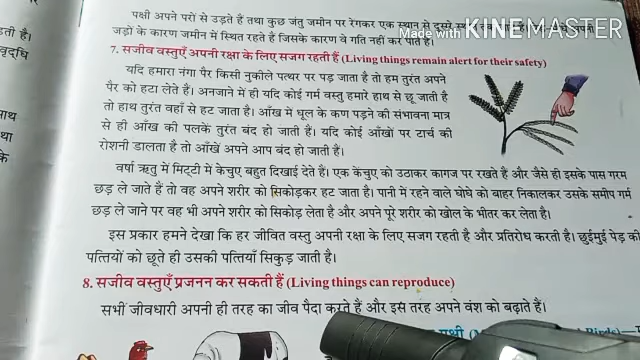 पक्षी अपने परों से उड़ते हैं तथा कुछ जंतु जमीन पर रेंगकर एक स्थान से दूसरे
Made with KINEMASTER
जड़ों के कारण जमीन में स्थित रहते है जिसके कारण वे गति नहीं कर पाते हैं।
7. सजीव वस्तुएँ अपनी रक्षा के लिए सजग रहती हैं (Living things remain alert for their safety)
यदि हमारा नंगा पैर किसी नुकीले पत्थर पर पड़ जाता है तो हम तुरंत अपने
पैर को हटा लेते हैं। अनजाने में ही यदि कोई गर्म वस्तु हमारे हाथ से छू जाती है
तो हाथ तुरंत वहाँ से हट जाता है। आँख में धूल के कण पड़ने की संभावना मात्र
से ही आँख की पलकें तुरंत बंद हो जाती है। यदि कोई आँखों पर टार्च की
रोशनी डालता है तो आँखें अपने आप बंद हो जाती हैं।
वर्षा ऋतु में मिट्टी में केंचुए बहुत दिखाई देते हैं। एक केंचुए को उठाकर कागज पर रखते हैं और जैसे ही इसके पास गरम
छड़ ले जाते हैं तो वह अपने शरीर को सिकोड़कर हट जाता है। पानी में रहने वाले घोंघे को बाहर निकालकर उसके समीप गर्म
छड़ ले जाने पर वह भी अपने शरीर को सिकोड़ लेता है और अपने पूरे शरीर को खोल के भीतर कर लेता है।
इस प्रकार हमने देखा कि हर जीवित वस्तु अपनी रक्षा के लिए सजग रहती है और प्रतिरोध करती है। छुईमुई पेड़ की
पत्तियों को छूते ही उसकी पत्तियाँ सिकुड़ जाती है।
8. सजीव वस्तुएँ प्रजनन कर सकती हैं (Living things can reproduce)
सभी जीवधारी अपनी ही तरह का जीव पैदा करते हैं और इस तरह अपने वंश को बढ़ाते हैं।